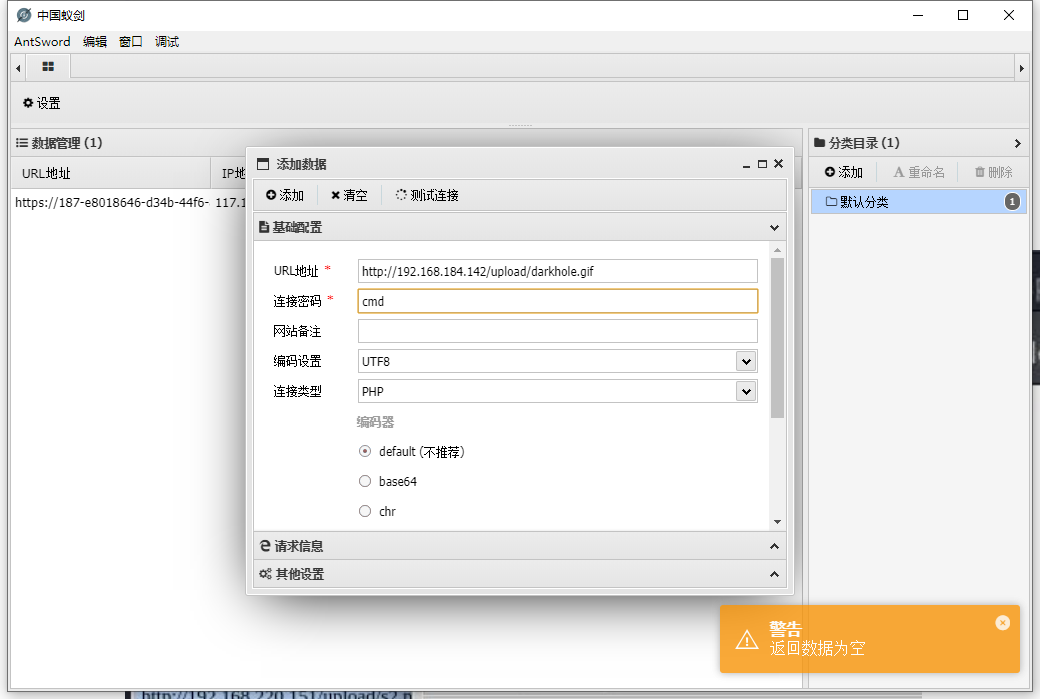 中国蚁剑
AntSword 编辑 窗口 调试
设置
数据管理 (1)
分类目录 (1)
URL地址 IP地
添加 重命名 删除
https://187-e8018646-d34b-44f6- 117.1
默认分类 1
添加数据
添加 清空 测试连接
基础配置
URL地址 * http://192.168.184.142/upload/darkhole.gif
连接密码 * cmd
网站备注
编码设置 UTF8
连接类型 PHP
编码器
default (不推荐)
base64
chr
请求信息
其他设置
警告
返回数据为空
http://192.168.220.151/upload/s2.p